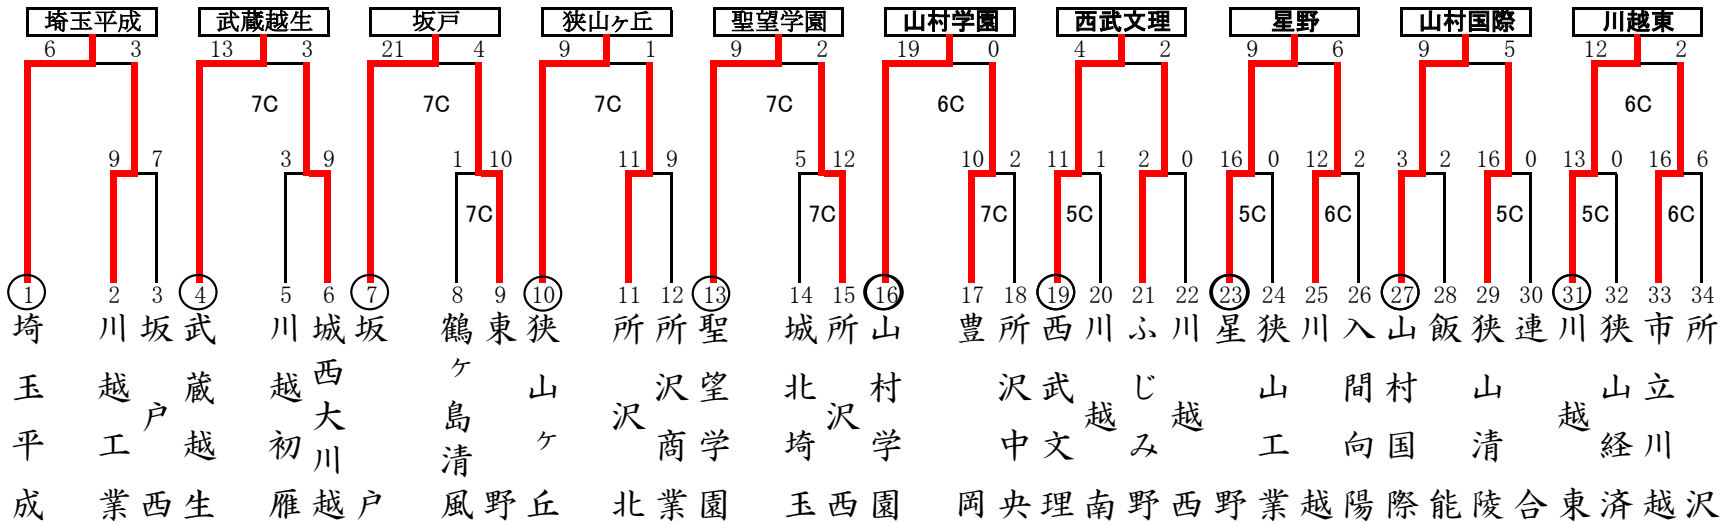 埼玉平成 武蔵越生 坂戸 狭山ヶ丘 聖望学園 山村学園 西武文理 星野 山村国際 川越東
6 3 13 3 21 4 9 1 9 2 19 0 4 2 9 6 9 5 12 2
7C 7C 7C 7C 6C 6C
9 7 3 9 1 10 11 9 5 12 10 2 11 1 2 0 16 0 12 2 3 2 16 0 13 0 16 6
7C 7C 7C 5C 5C 6C 5C 5C 6C
1 2 3 4 5 6 7 8 9 10 11 12 13 14 15 16 17 18 19 20 21 22 23 24 25 26 27 28 29 30 31 32 33 34
埼玉平成
川越工業
坂戸西
武蔵越生
川越初雁
城西大川越
坂戸
鶴ヶ島清風
東野
狭山ヶ丘
所沢北
所沢商業
聖望学園
城北埼玉
所沢西
山村学園
豊岡
所沢中央
西武文理
川越南
ふじみ野
川越西
星野
狭山工業
川越
入間向陽
山村国際
飯能
狭山清陵
連合
川越東
狭山経済
市立川越
所沢